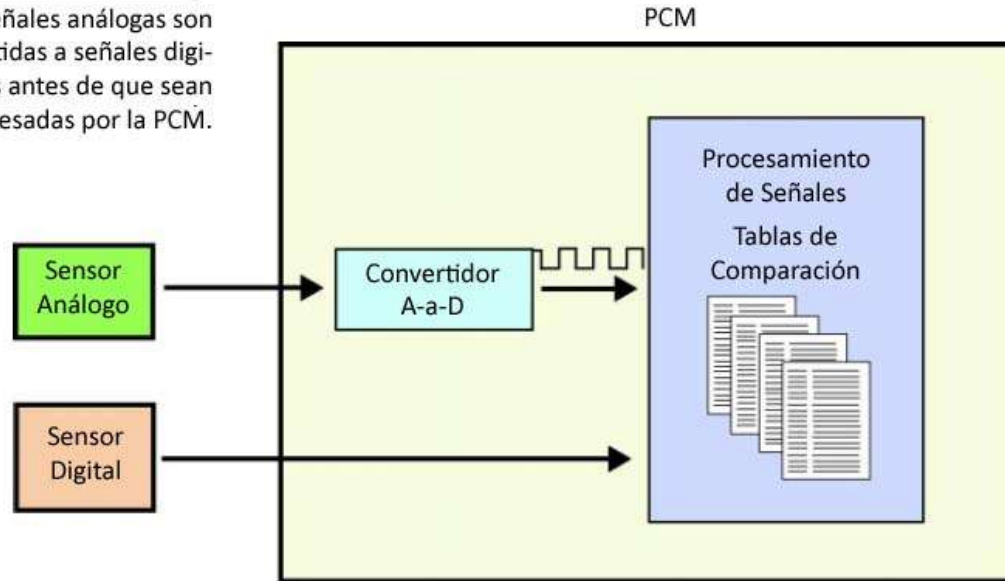 eñales análogas son
tidas a señales digi-
s antes de que sean
esadas por la PCM.
PCM
Procesamiento
de Señales
Tablas de
Comparación
Sensor
Análogo
Convertidor
A-a-D
Sensor
Digital